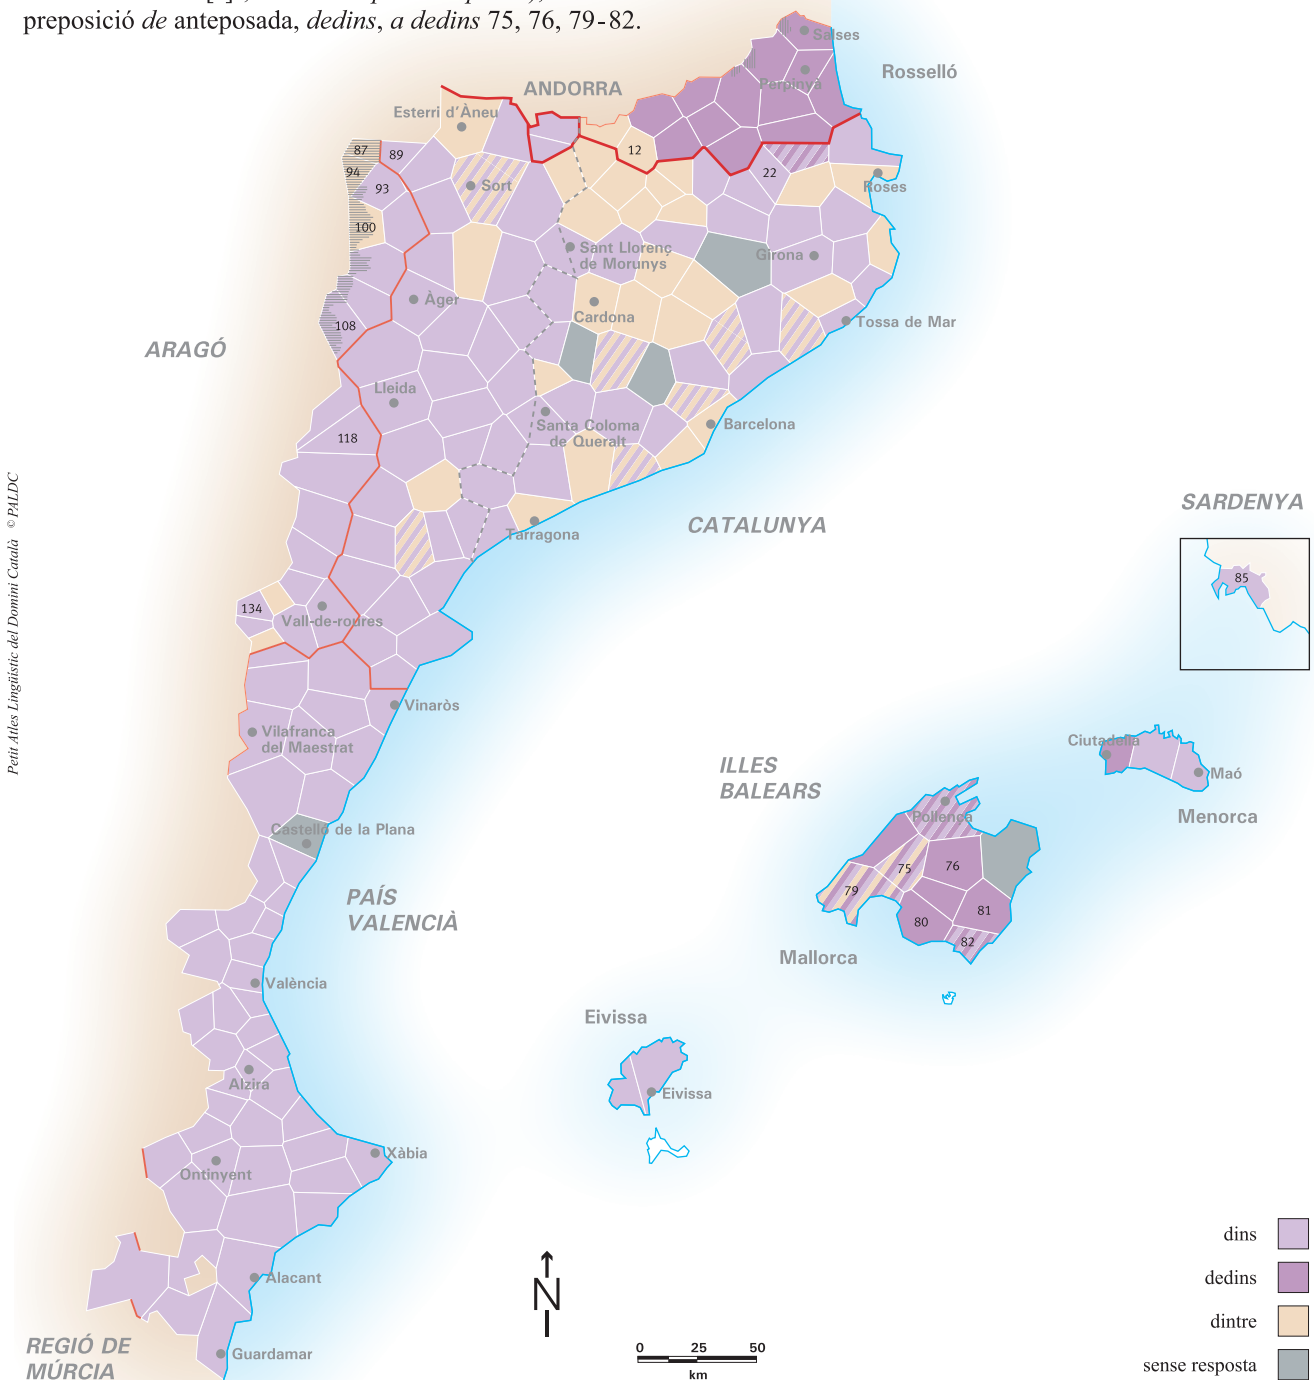 preposició de anteposada, dedins, a dedins 75, 76, 79-82.
Salses
Rosselló
Perpinyà
ANDORRA
Esterri d'Àneu
87
89
12
94
93
Sort
22
Roses
100
Sant Llorenç
de Morunys
Girona
Àger
Cardona
108
Tossa de Mar
ARAGÓ
Lleida
Santa Coloma
de Queralt
Barcelona
118
SARDENYA
CATALUNYA
Tarragona
85
134
Vall-de-roures
Petit Atles Lingüístic del Domini Català © PALDC
Vinaròs
Vilafranca
del Maestrat
Ciutadella
Maó
ILLES
BALEARS
Menorca
Pollença
Castelló de la Plana
75
76
79
80
81
82
PAÍS
VALENCIÀ
Mallorca
València
Eivissa
Alzira
Eivissa
Xàbia
Ontinyent
Alacant
Guardamar
REGIÓ DE
MÚRCIA
N
0 25 50
km
dins
dedins
dintre
sense resposta